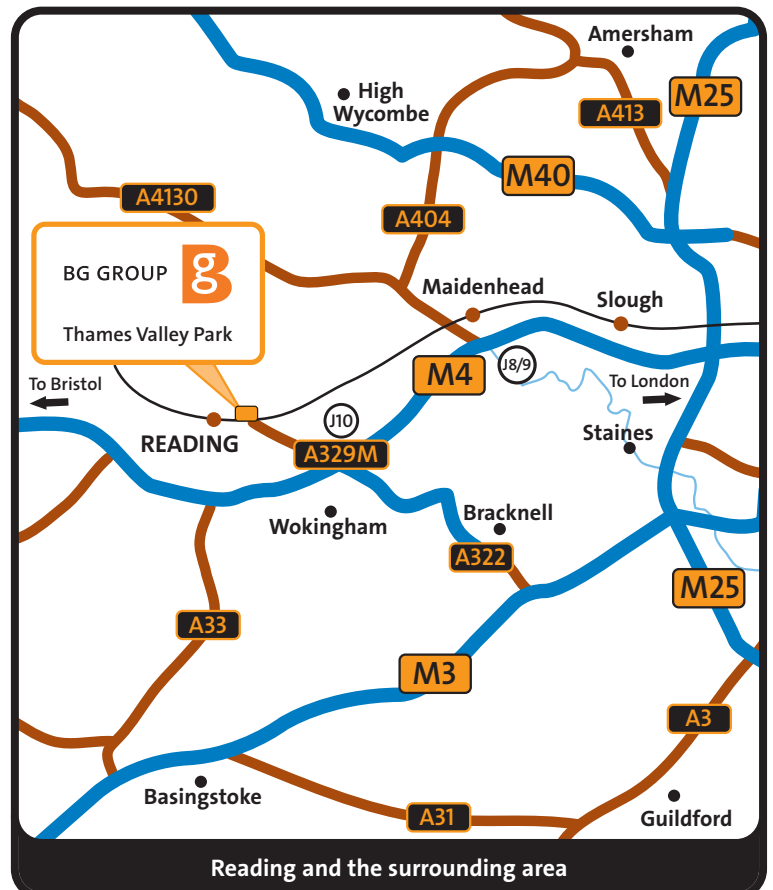 Amersham
High
Wycombe
M25
A413
M40
A4130
A404
BG GROUP g
Thames Valley Park
Maidenhead
Slough
J8/9
M4
To Bristol
To London
J10
READING
Staines
A329M
Wokingham
Bracknell
A322
M25
A33
M3
A3
Basingstoke
A31
Guildford
Reading and the surrounding area